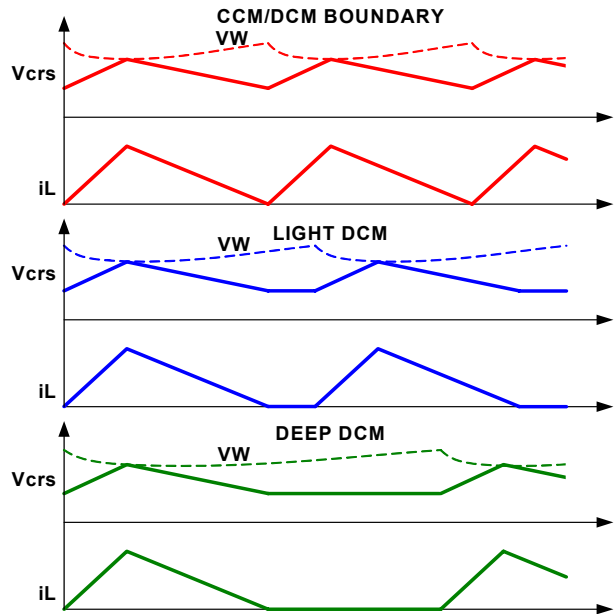 CCM/DCM BOUNDARY
VW
Vcrs
iL
LIGHT DCM
VW
Vcrs
iL
DEEP DCM
VW
Vcrs
iL